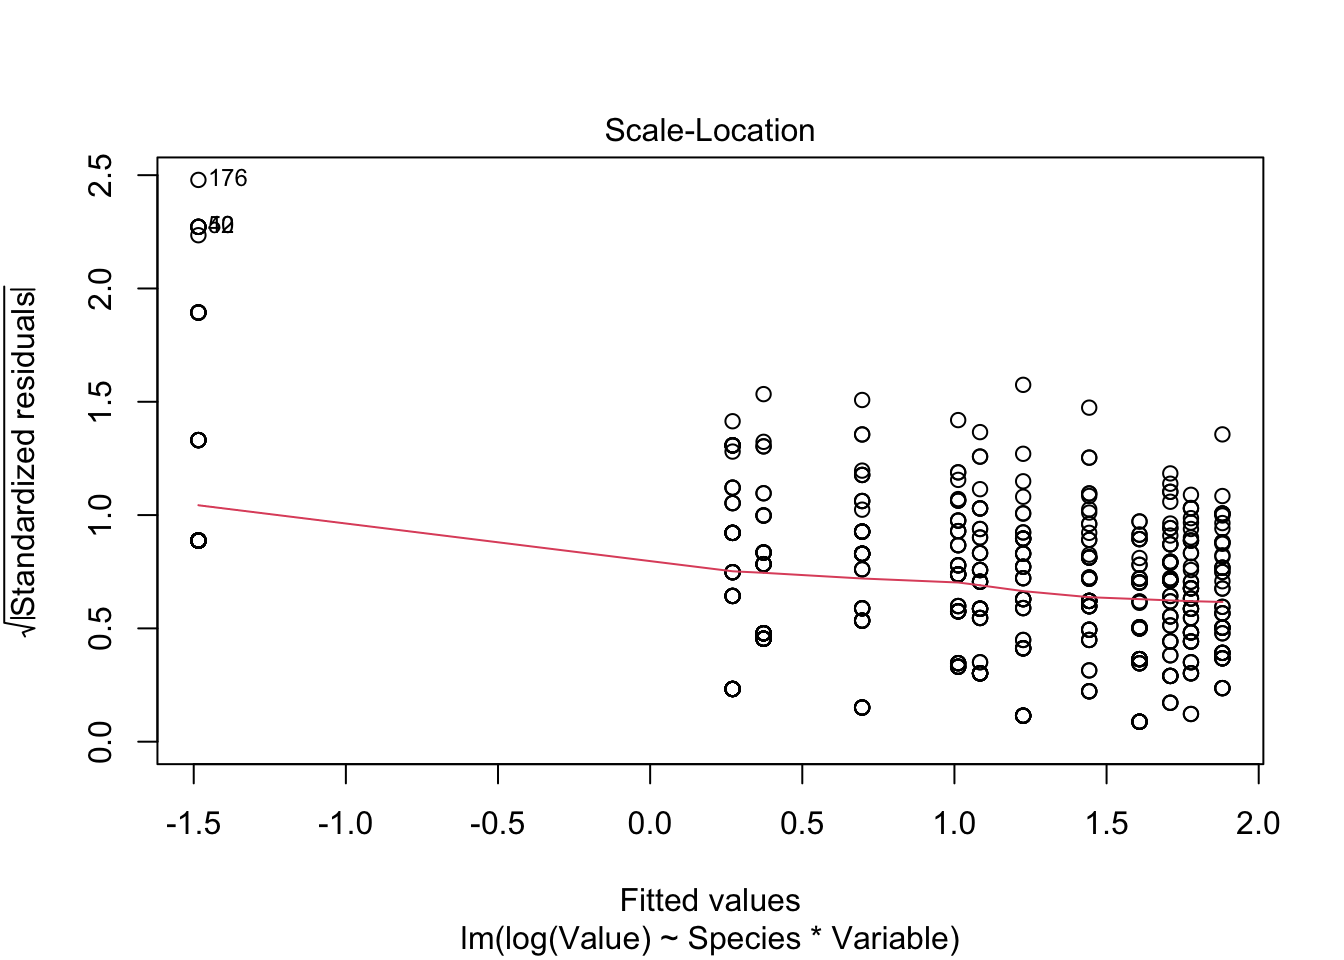 Scale-Location
√|Standardized residuals|
2.5
2.0
1.5
1.0
0.5
0.0
176
-1.5 -1.0 -0.5 0.0 0.5 1.0 1.5 2.0
Fitted values
lm(log(Value) ~ Species * Variable)